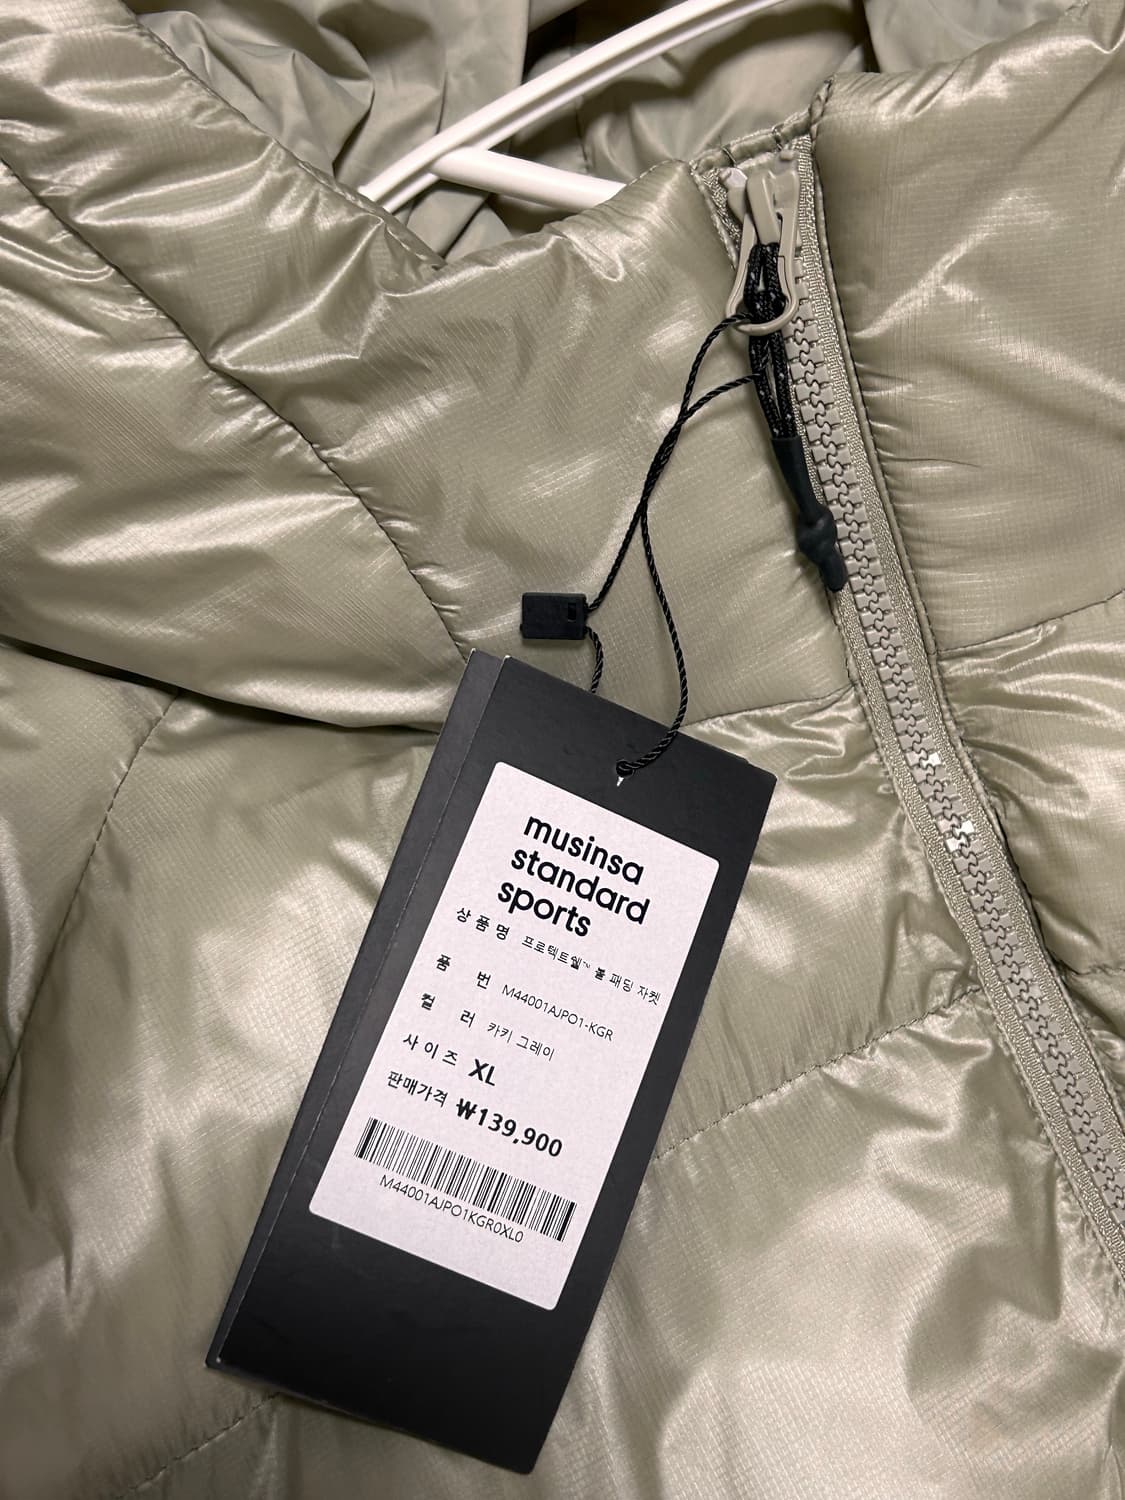 musinsa
standard
sports
상품명 프로텍트쉘™ 볼 패딩 자켓
품번 M44001AJPO1-KGR
컬러 카키 그레이
사이즈 XL
판매가격 ₩139,900
M44001AJPO1KGR0XL0